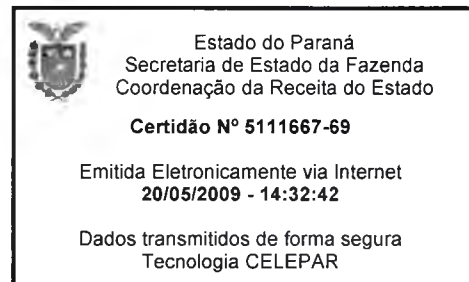 Estado do Paraná
Secretaria de Estado da Fazenda
Coordenação da Receita do Estado
Certidão Nº 5111667-69
Emitida Eletronicamente via Internet
20/05/2009 - 14:32:42
Dados transmitidos de forma segura
Tecnologia CELEPAR